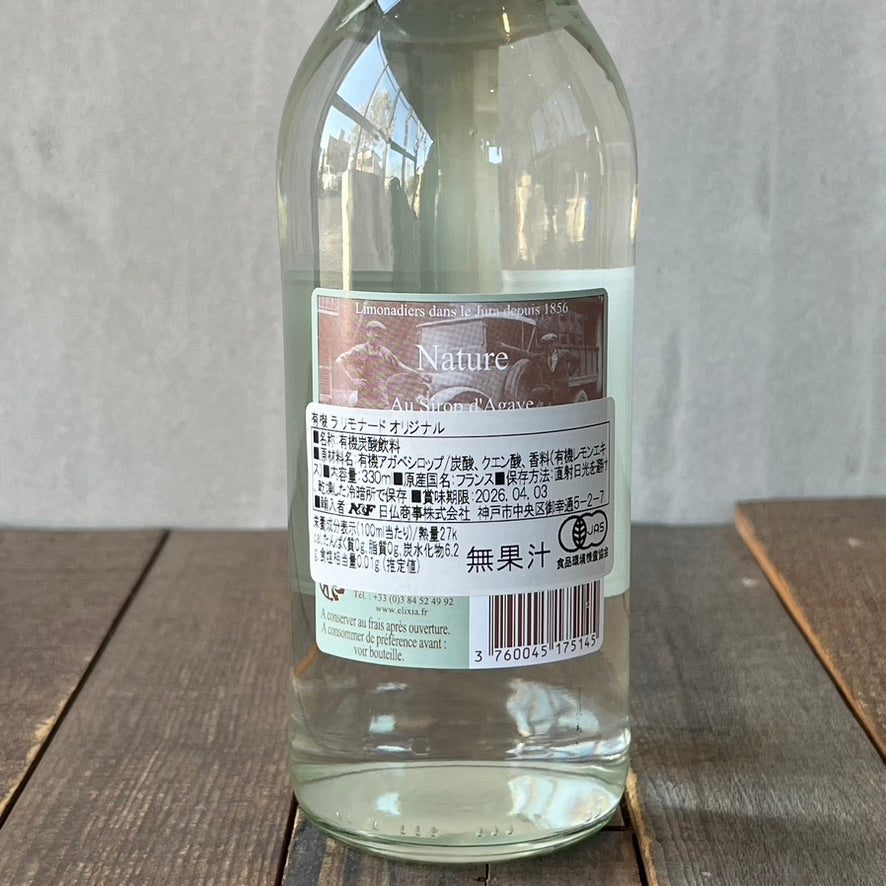 Limonadiers dans le Jura depuis 1856
Nature
Au Sirop d'Agave
有機 ラ リモナード オリジナル
■名称:有機炭酸飲料
■原材料名:有機アガベシロップ/炭酸、クエン酸、香料(有機レモンエキ
ス)■内容量:330ml■原産国名:フランス■保存方法:直射日光を避け
、乾燥した冷暗所で保存 ■賞味期限:2026. 04. 03
■輸入者 N&F 日仏商事株式会社 神戸市中央区御幸通5-2-7
栄養成分表示(100ml当たり)/熱量27k
cal,たんぱく質0g,脂質0g,炭水化物6.2
g,食塩相当量0.01g (推定値)
無果汁
JAS
食品環境検査協会
Tél. : +33 (0)3 84 52 49 92
www.elixia.fr
A conserver au frais après ouverture.
A consommer de préférence avant :
voir bouteille.
3 760045 175145